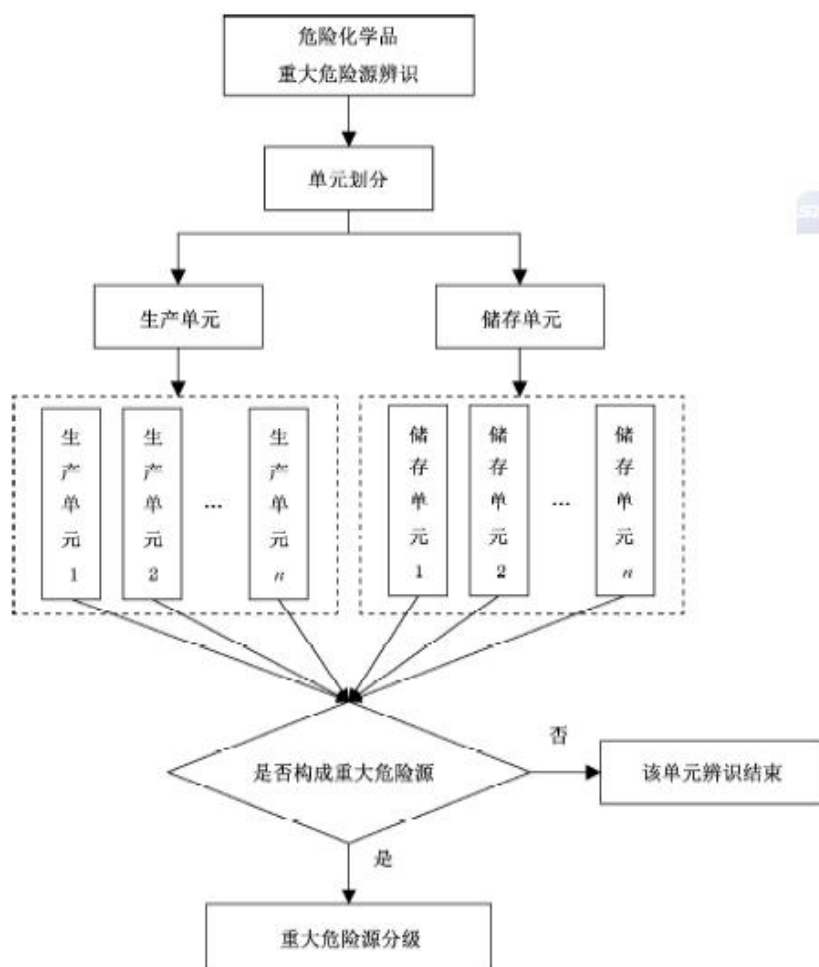 危险化学品
重大危险源辨识
单元划分
生产单元
储存单元
生产单元1
生产单元2
...
生产单元n
储存单元1
储存单元2
...
储存单元n
是否构成重大危险源
否
该单元辨识结束
是
重大危险源分级